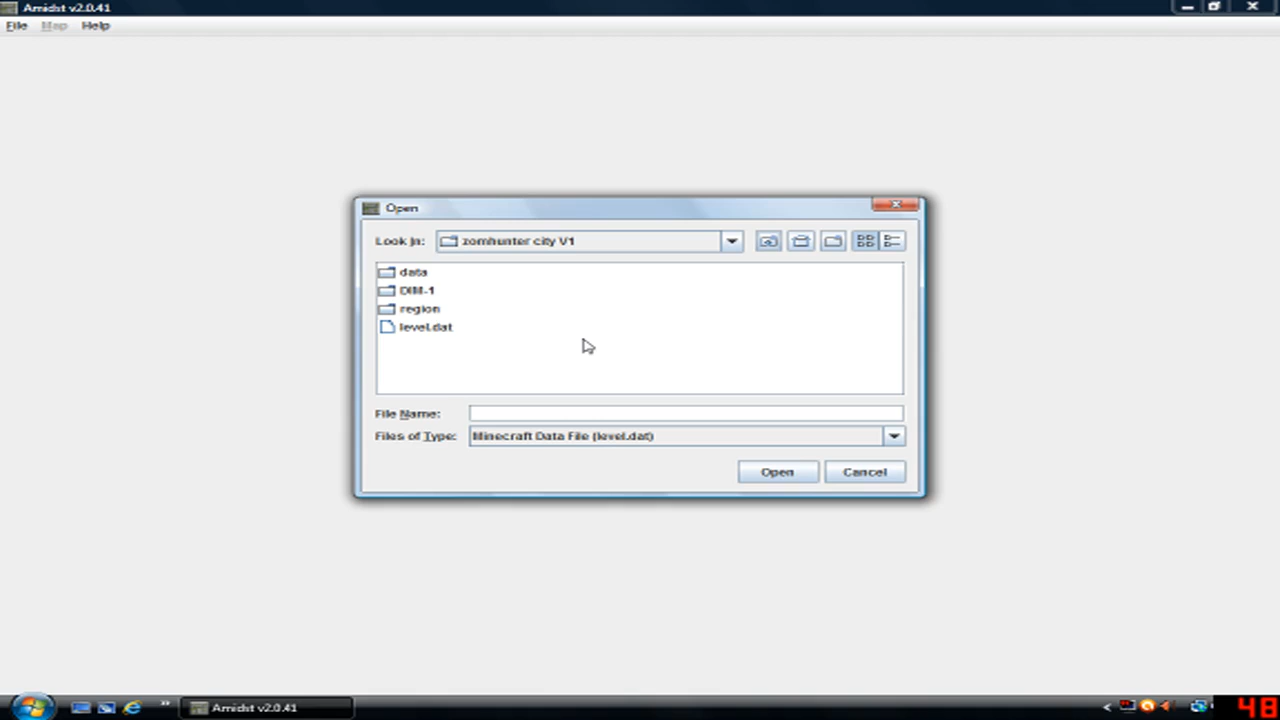 Amidst v2.0.41
File Map Help
Open
Look In: zomhunter city V1
data
DIM-1
region
level.dat
File Name:
Files of Type: Minecraft Data File (level.dat)
Open Cancel
Amidst v2.0.41
48